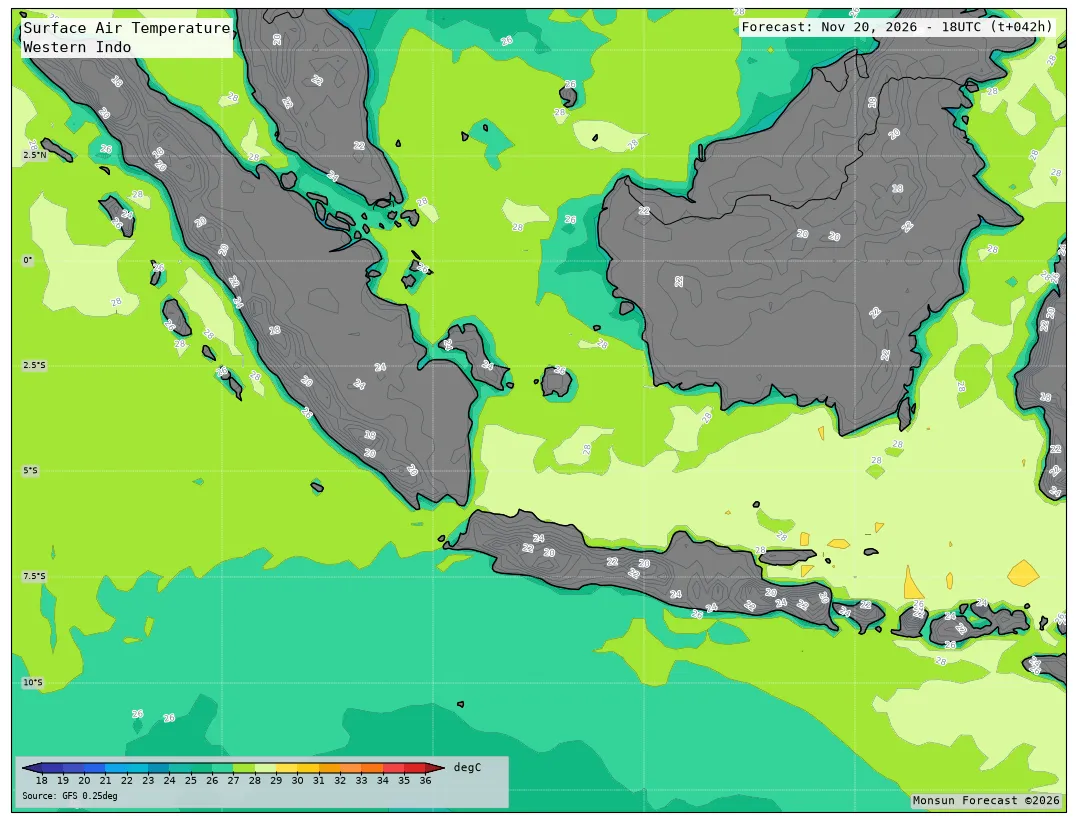 Surface Air Temperature
Western Indo
Forecast: Nov 20, 2026 - 18UTC (t+042h)
2.5°N
0°
2.5°S
5°S
7.5°S
10°S
18 19 20 21 22 23 24 25 26 27 28 29 30 31 32 33 34 35 36
degC
Source: GFS 0.25deg
Monsun Forecast ©2026